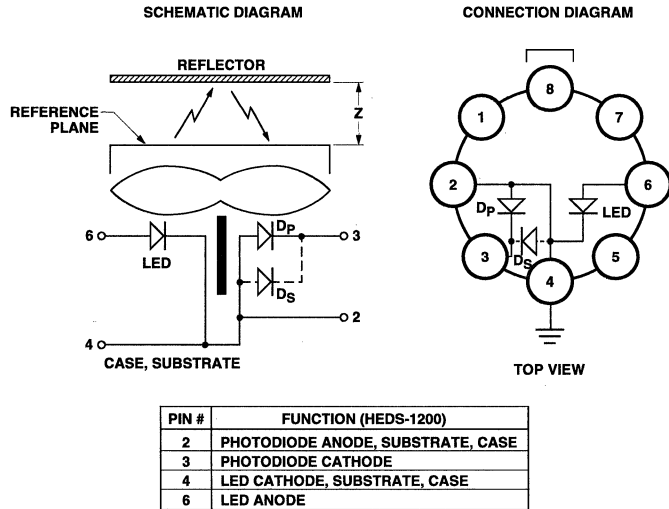 SCHEMATIC DIAGRAM
REFLECTOR
REFERENCE
PLANE
Z
6
LED
DP
3
DS
2
4
CASE, SUBSTRATE
CONNECTION DIAGRAM
8
1
7
2
6
DP
LED
DS
3
5
4
TOP VIEW
PIN # FUNCTION (HEDS-1200)
2 PHOTODIODE ANODE, SUBSTRATE, CASE
3 PHOTODIODE CATHODE
4 LED CATHODE, SUBSTRATE, CASE
6 LED ANODE